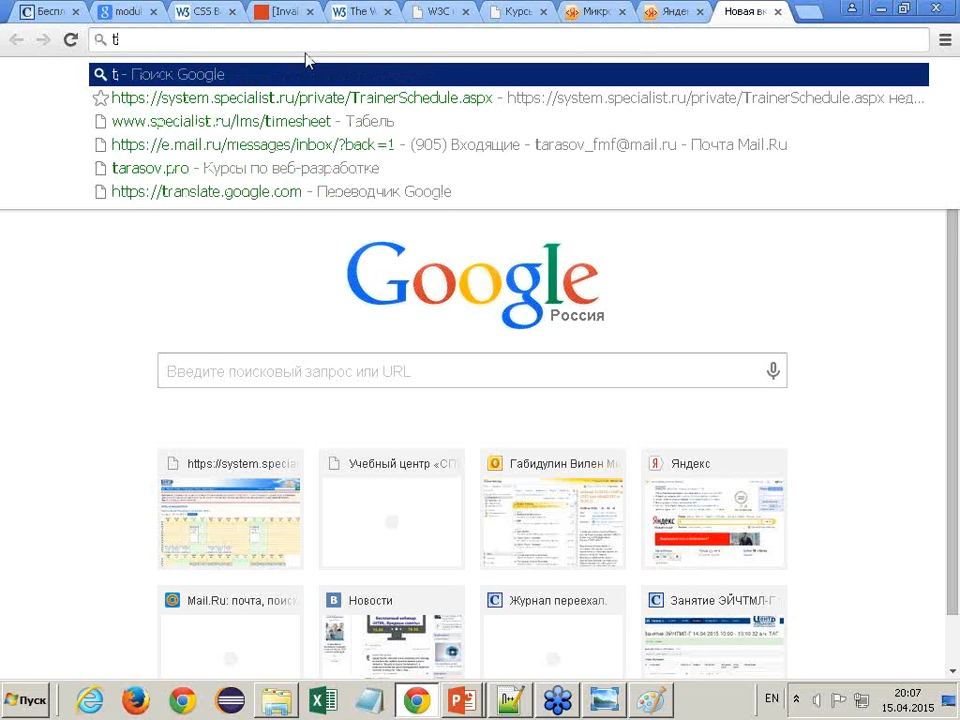 Беспл
modul
CSS B
[Inval
The W
W3C
Курсы
Микро
Яндек
Новая вк
t
t - Поиск Google
https://system.specialist.ru/private/TrainerSchedule.aspx - https://system.specialist.ru/private/TrainerSchedule.aspx нед...
www.specialist.ru/lms/timesheet - Табель
https://e.mail.ru/messages/inbox/?back=1 - (905) Входящие - tarasov_fmf@mail.ru - Почта Mail.Ru
tarasov.pro - Курсы по веб-разработке
https://translate.google.com - Переводчик Google
Google
Россия
Введите поисковый запрос или URL
https://system.specia
Учебный центр «СП
Габидулин Вилен М
Яндекс
Mail.Ru: почта, поиск
Новости
Журнал переехал.
Занятие ЭЙЧТМЛ-Г
Пуск
EN
20:07
15.04.2015